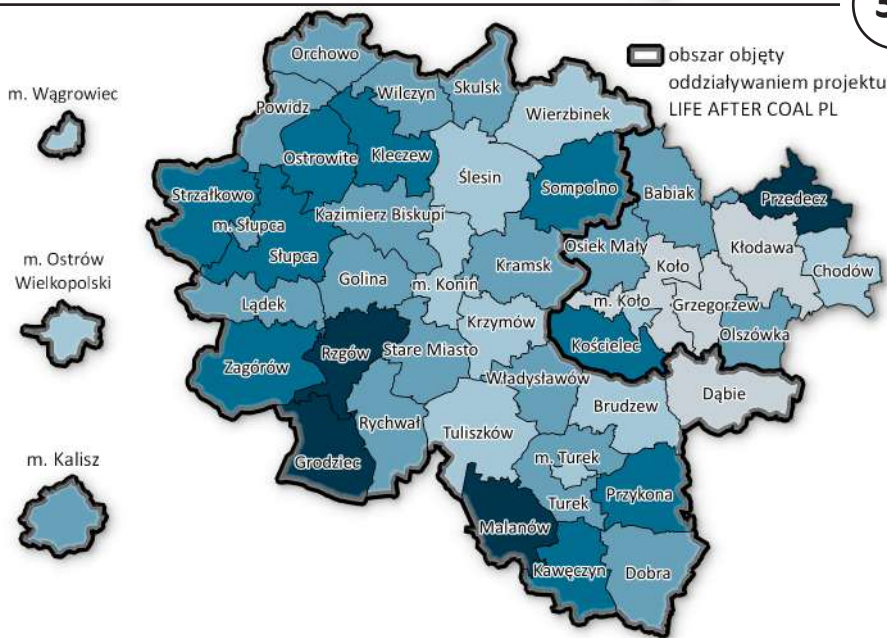 obszar objęty
oddziaływaniem projektu
LIFE AFTER COAL PL
m. Wągrowiec
m. Ostrów
Wielkopolski
m. Kalisz
Orchowo
Wilczyn
Skulsk
Wierzbinek
Powidz
Ostrowite
Kleczew
Ślesin
Sompolno
Strzałkowo
m. Słupca
Słupca
Kazimierz Biskupi
Babiak
Przedecz
Osiek Mały
Koło
Kłodawa
Chodów
Kramsk
Golina
m. Konin
Lądek
m. Koło
Grzegorzew
Olszówka
Krzymów
Kościelec
Rzgów
Stare Miasto
Zagórów
Władysławów
Dąbie
Brudzew
Rychwał
Tuliszków
Grodziec
m. Turek
Turek
Przykona
Malanów
Kawęczyn
Dobra